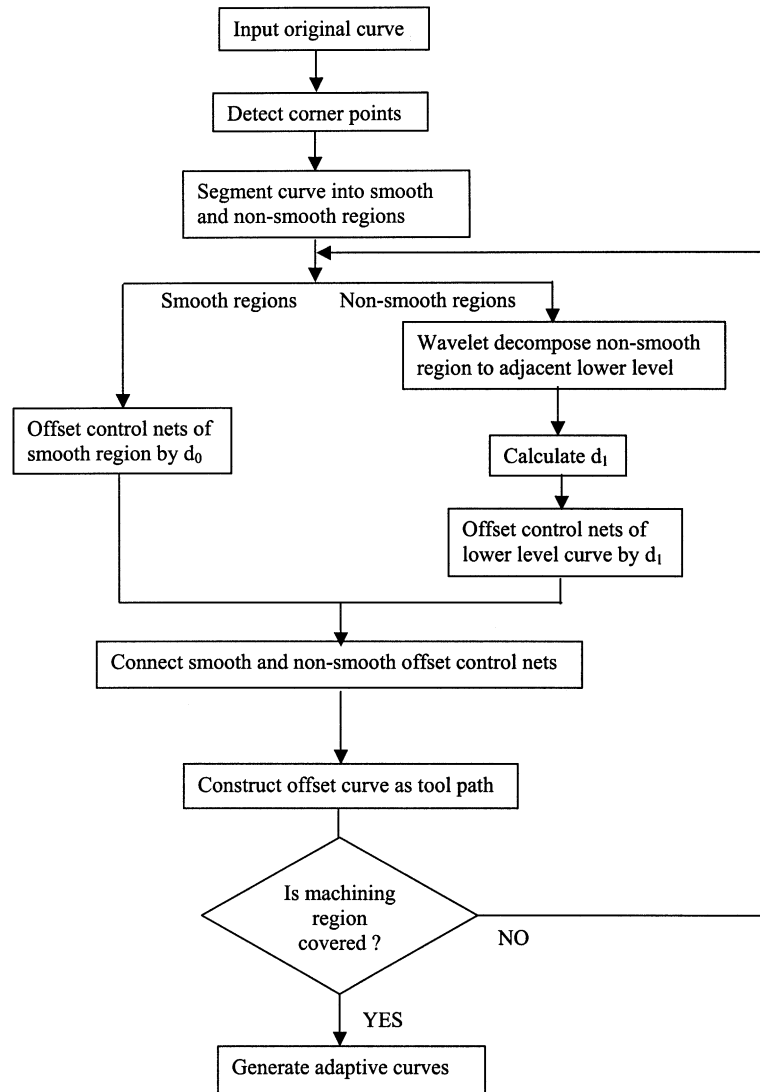 Input original curve
Detect corner points
Segment curve into smooth
and non-smooth regions
Smooth regions
Non-smooth regions
Wavelet decompose non-smooth
region to adjacent lower level
Offset control nets of
smooth region by d₀
Calculate d₁
Offset control nets of
lower level curve by d₁
Connect smooth and non-smooth offset control nets
Construct offset curve as tool path
Is machining
region
covered ?
NO
YES
Generate adaptive curves